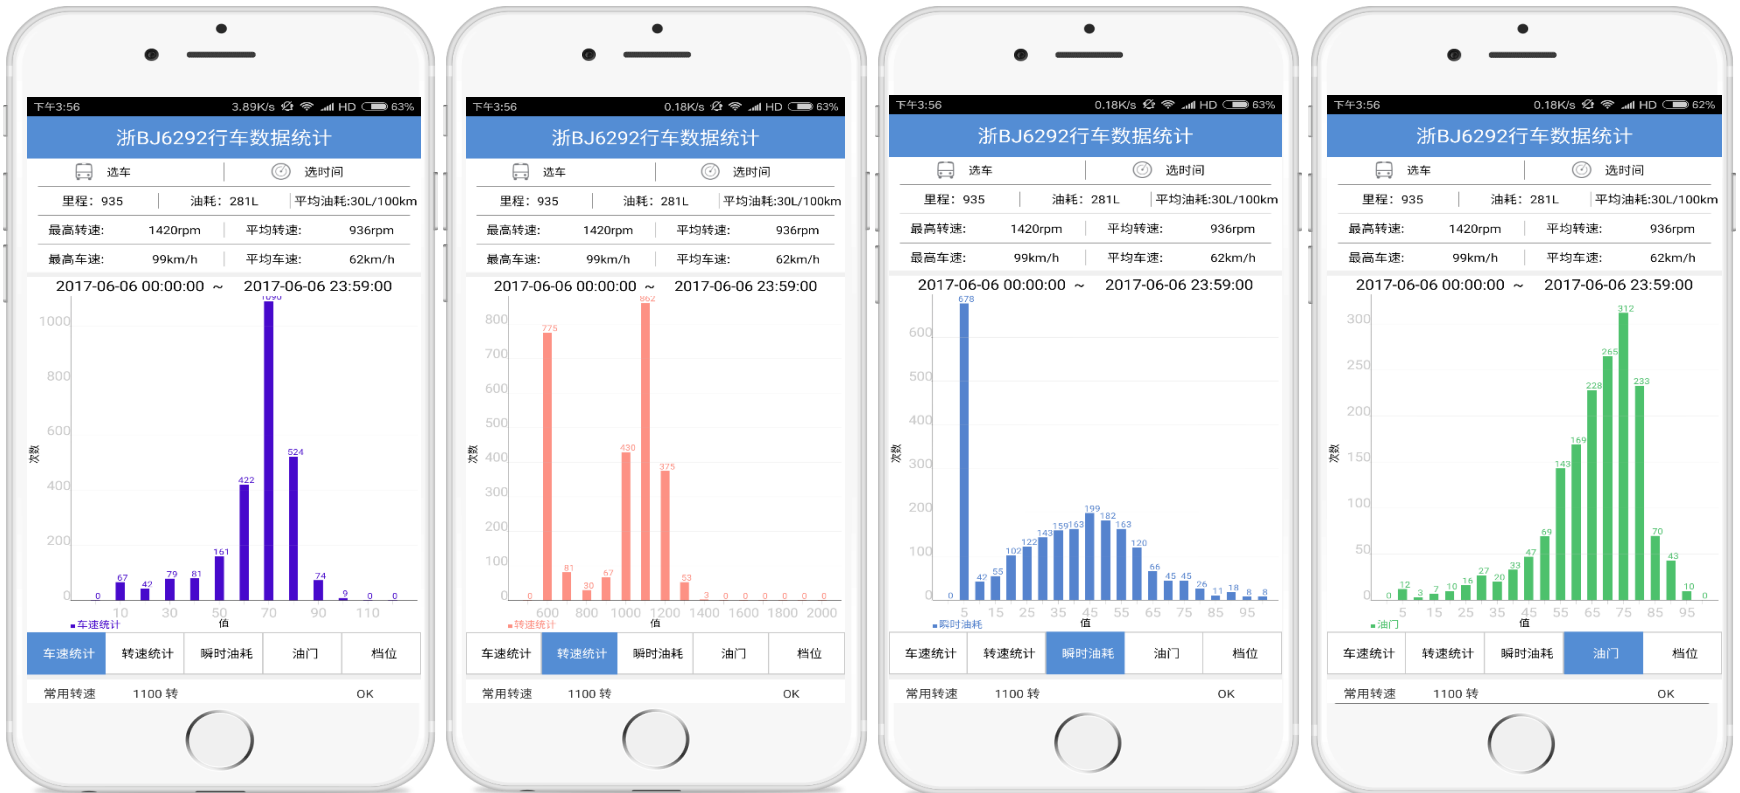 下午3:56 3.89K/s HD 63%
浙BJ6292行车数据统计
选车 选时间
里程：935 油耗：281L 平均油耗:30L/100km
最高转速: 1420rpm 平均转速: 936rpm
最高车速: 99km/h 平均车速: 62km/h
2017-06-06 00:00:00 ~ 2017-06-06 23:59:00
1090
1000
800
600
524
次数
422
400
200
161
67 42 79 81 74 9
0 0 0 0
10 30 50 70 90 110
车速统计 值
车速统计 转速统计 瞬时油耗 油门 档位
常用转速 1100 转 OK
下午3:56 0.18K/s HD 63%
浙BJ6292行车数据统计
选车 选时间
里程：935 油耗：281L 平均油耗:30L/100km
最高转速: 1420rpm 平均转速: 936rpm
最高车速: 99km/h 平均车速: 62km/h
2017-06-06 00:00:00 ~ 2017-06-06 23:59:00
862
800
775
700
600
500
次数
430
400
375
300
200
100
81 30 67 53 3
0 0 0 0 0 0 0 0
600 800 1000 1200 1400 1600 1800 2000
转速统计 值
车速统计 转速统计 瞬时油耗 油门 档位
常用转速 1100 转 OK
下午3:56 0.18K/s HD 63%
浙BJ6292行车数据统计
选车 选时间
里程：935 油耗：281L 平均油耗:30L/100km
最高转速: 1420rpm 平均转速: 936rpm
最高车速: 99km/h 平均车速: 62km/h
2017-06-06 00:00:00 ~ 2017-06-06 23:59:00
678
600
500
400
次数
300
200
199 182
159 163 163
143
122 120
102
100
42 55 66 45 45 26 11 18 8 8
0 0
5 15 25 35 45 55 65 75 85 95
瞬时油耗 值
车速统计 转速统计 瞬时油耗 油门 档位
常用转速 1100 转 OK
下午3:56 0.18K/s HD 62%
浙BJ6292行车数据统计
选车 选时间
里程：935 油耗：281L 平均油耗:30L/100km
最高转速: 1420rpm 平均转速: 936rpm
最高车速: 99km/h 平均车速: 62km/h
2017-06-06 00:00:00 ~ 2017-06-06 23:59:00
312
300
265
250
228 233
200
169
次数
150
143
100
69 70
50
47 43
12 3 7 10 16 27 20 33 10
0 0 0
5 15 25 35 45 55 65 75 85 95
油门 值
车速统计 转速统计 瞬时油耗 油门 档位
常用转速 1100 转 OK